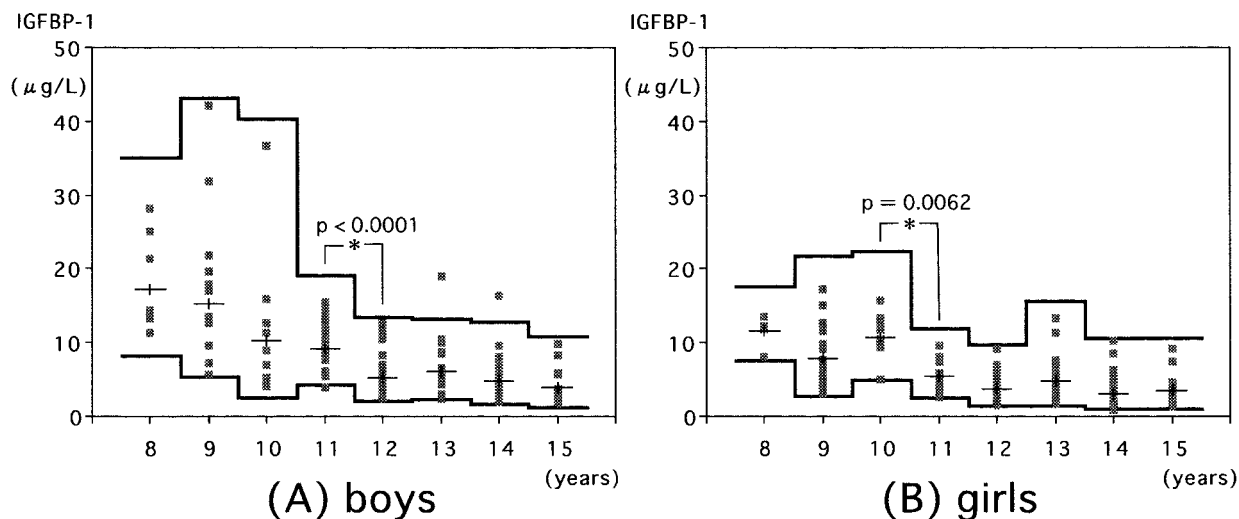 IGFBP-1
50
(μg/L)
40
30
20
10
0
p < 0.0001
*
8 9 10 11 12 13 14 15
(years)
(A) boys
IGFBP-1
50
(μg/L)
40
30
20
10
0
p = 0.0062
*
8 9 10 11 12 13 14 15
(years)
(B) girls